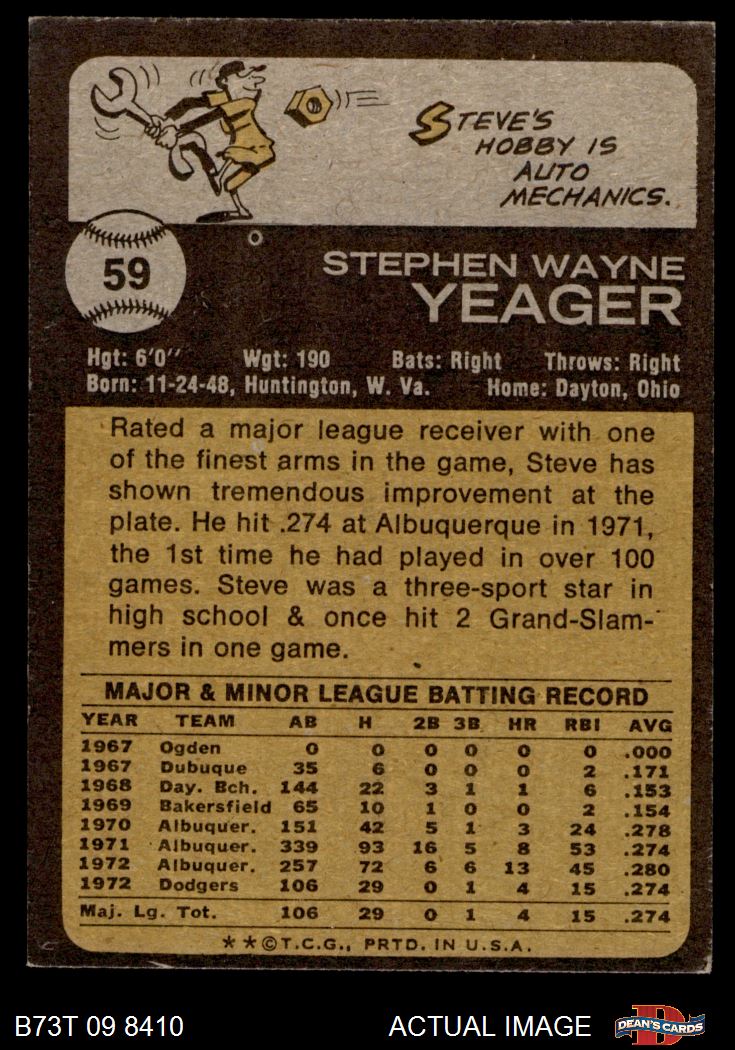 STEVE'S
HOBBY IS
AUTO
MECHANICS.
59
STEPHEN WAYNE
YEAGER
Hgt: 6'0" Wgt: 190 Bats: Right Throws: Right
Born: 11-24-48, Huntington, W. Va. Home: Dayton, Ohio
Rated a major league receiver with one
of the finest arms in the game, Steve has
shown tremendous improvement at the
plate. He hit .274 at Albuquerque in 1971,
the 1st time he had played in over 100
games. Steve was a three-sport star in
high school & once hit 2 Grand-Slam-
mers in one game.
MAJOR & MINOR LEAGUE BATTING RECORD
YEAR TEAM AB H 2B 3B HR RBI AVG
1967 Ogden 0 0 0 0 0 0 .000
1967 Dubuque 35 6 0 0 0 2 .171
1968 Day. Bch. 144 22 3 1 1 6 .153
1969 Bakersfield 65 10 1 0 0 2 .154
1970 Albuquer. 151 42 5 1 3 24 .278
1971 Albuquer. 339 93 16 5 8 53 .274
1972 Albuquer. 257 72 6 6 13 45 .280
1972 Dodgers 106 29 0 1 4 15 .274
Maj. Lg. Tot. 106 29 0 1 4 15 .274
**©T.C.G., PRTD. IN U.S.A.
B73T 09 8410 ACTUAL IMAGE D DEAN'S CARDS